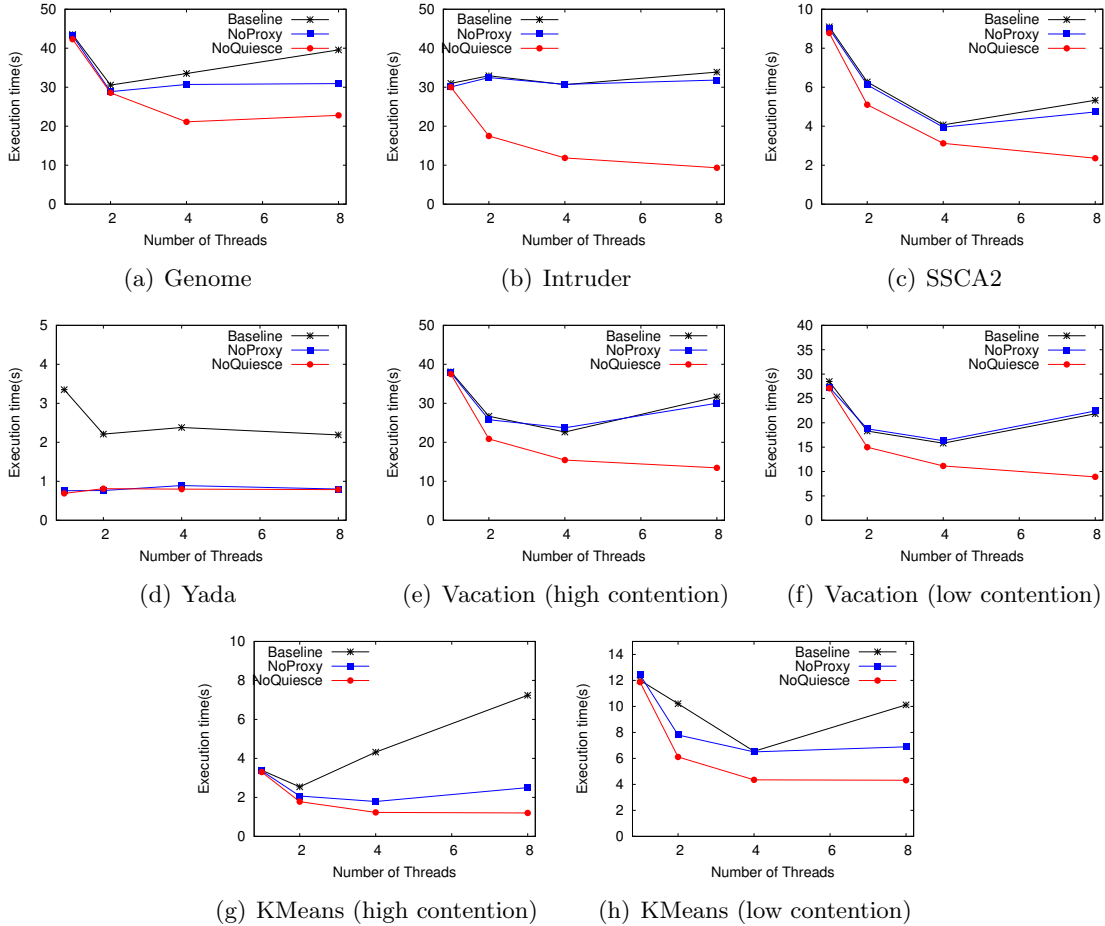 Baseline
NoProxy
NoQuiesce
Execution time(s)
0
10
20
30
40
50
2
4
6
8
Number of Threads
(a) Genome
Baseline
NoProxy
NoQuiesce
Execution time(s)
0
10
20
30
40
50
2
4
6
8
Number of Threads
(b) Intruder
Baseline
NoProxy
NoQuiesce
Execution time(s)
0
2
4
6
8
10
2
4
6
8
Number of Threads
(c) SSCA2
Baseline
NoProxy
NoQuiesce
Execution time(s)
0
1
2
3
4
5
2
4
6
8
Number of Threads
(d) Yada
Baseline
NoProxy
NoQuiesce
Execution time(s)
0
10
20
30
40
50
2
4
6
8
Number of Threads
(e) Vacation (high contention)
Baseline
NoProxy
NoQuiesce
Execution time(s)
0
5
10
15
20
25
30
35
40
2
4
6
8
Number of Threads
(f) Vacation (low contention)
Baseline
NoProxy
NoQuiesce
Execution time(s)
0
2
4
6
8
10
2
4
6
8
Number of Threads
(g) KMeans (high contention)
Baseline
NoProxy
NoQuiesce
Execution time(s)
0
2
4
6
8
10
12
14
2
4
6
8
Number of Threads
(h) KMeans (low contention)